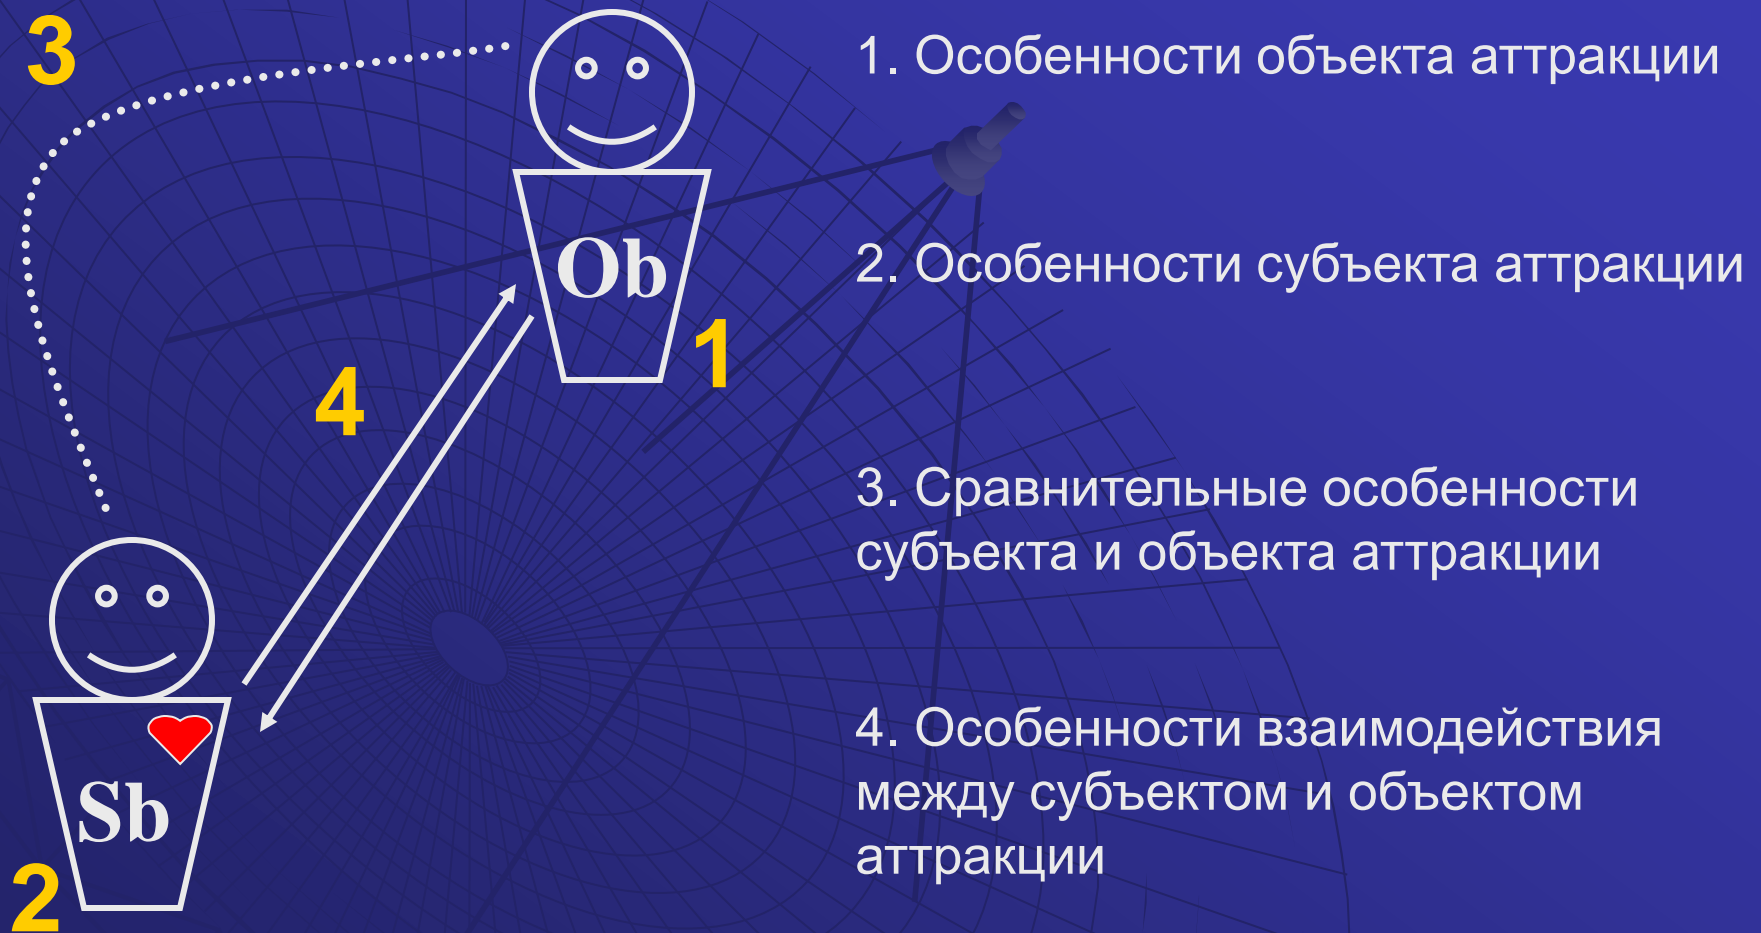 3
1. Особенности объекта аттракции
Ob
2. Особенности субъекта аттракции
1
4
3. Сравнительные особенности
субъекта и объекта аттракции
4. Особенности взаимодействия
между субъектом и объектом
аттракции
Sb
2